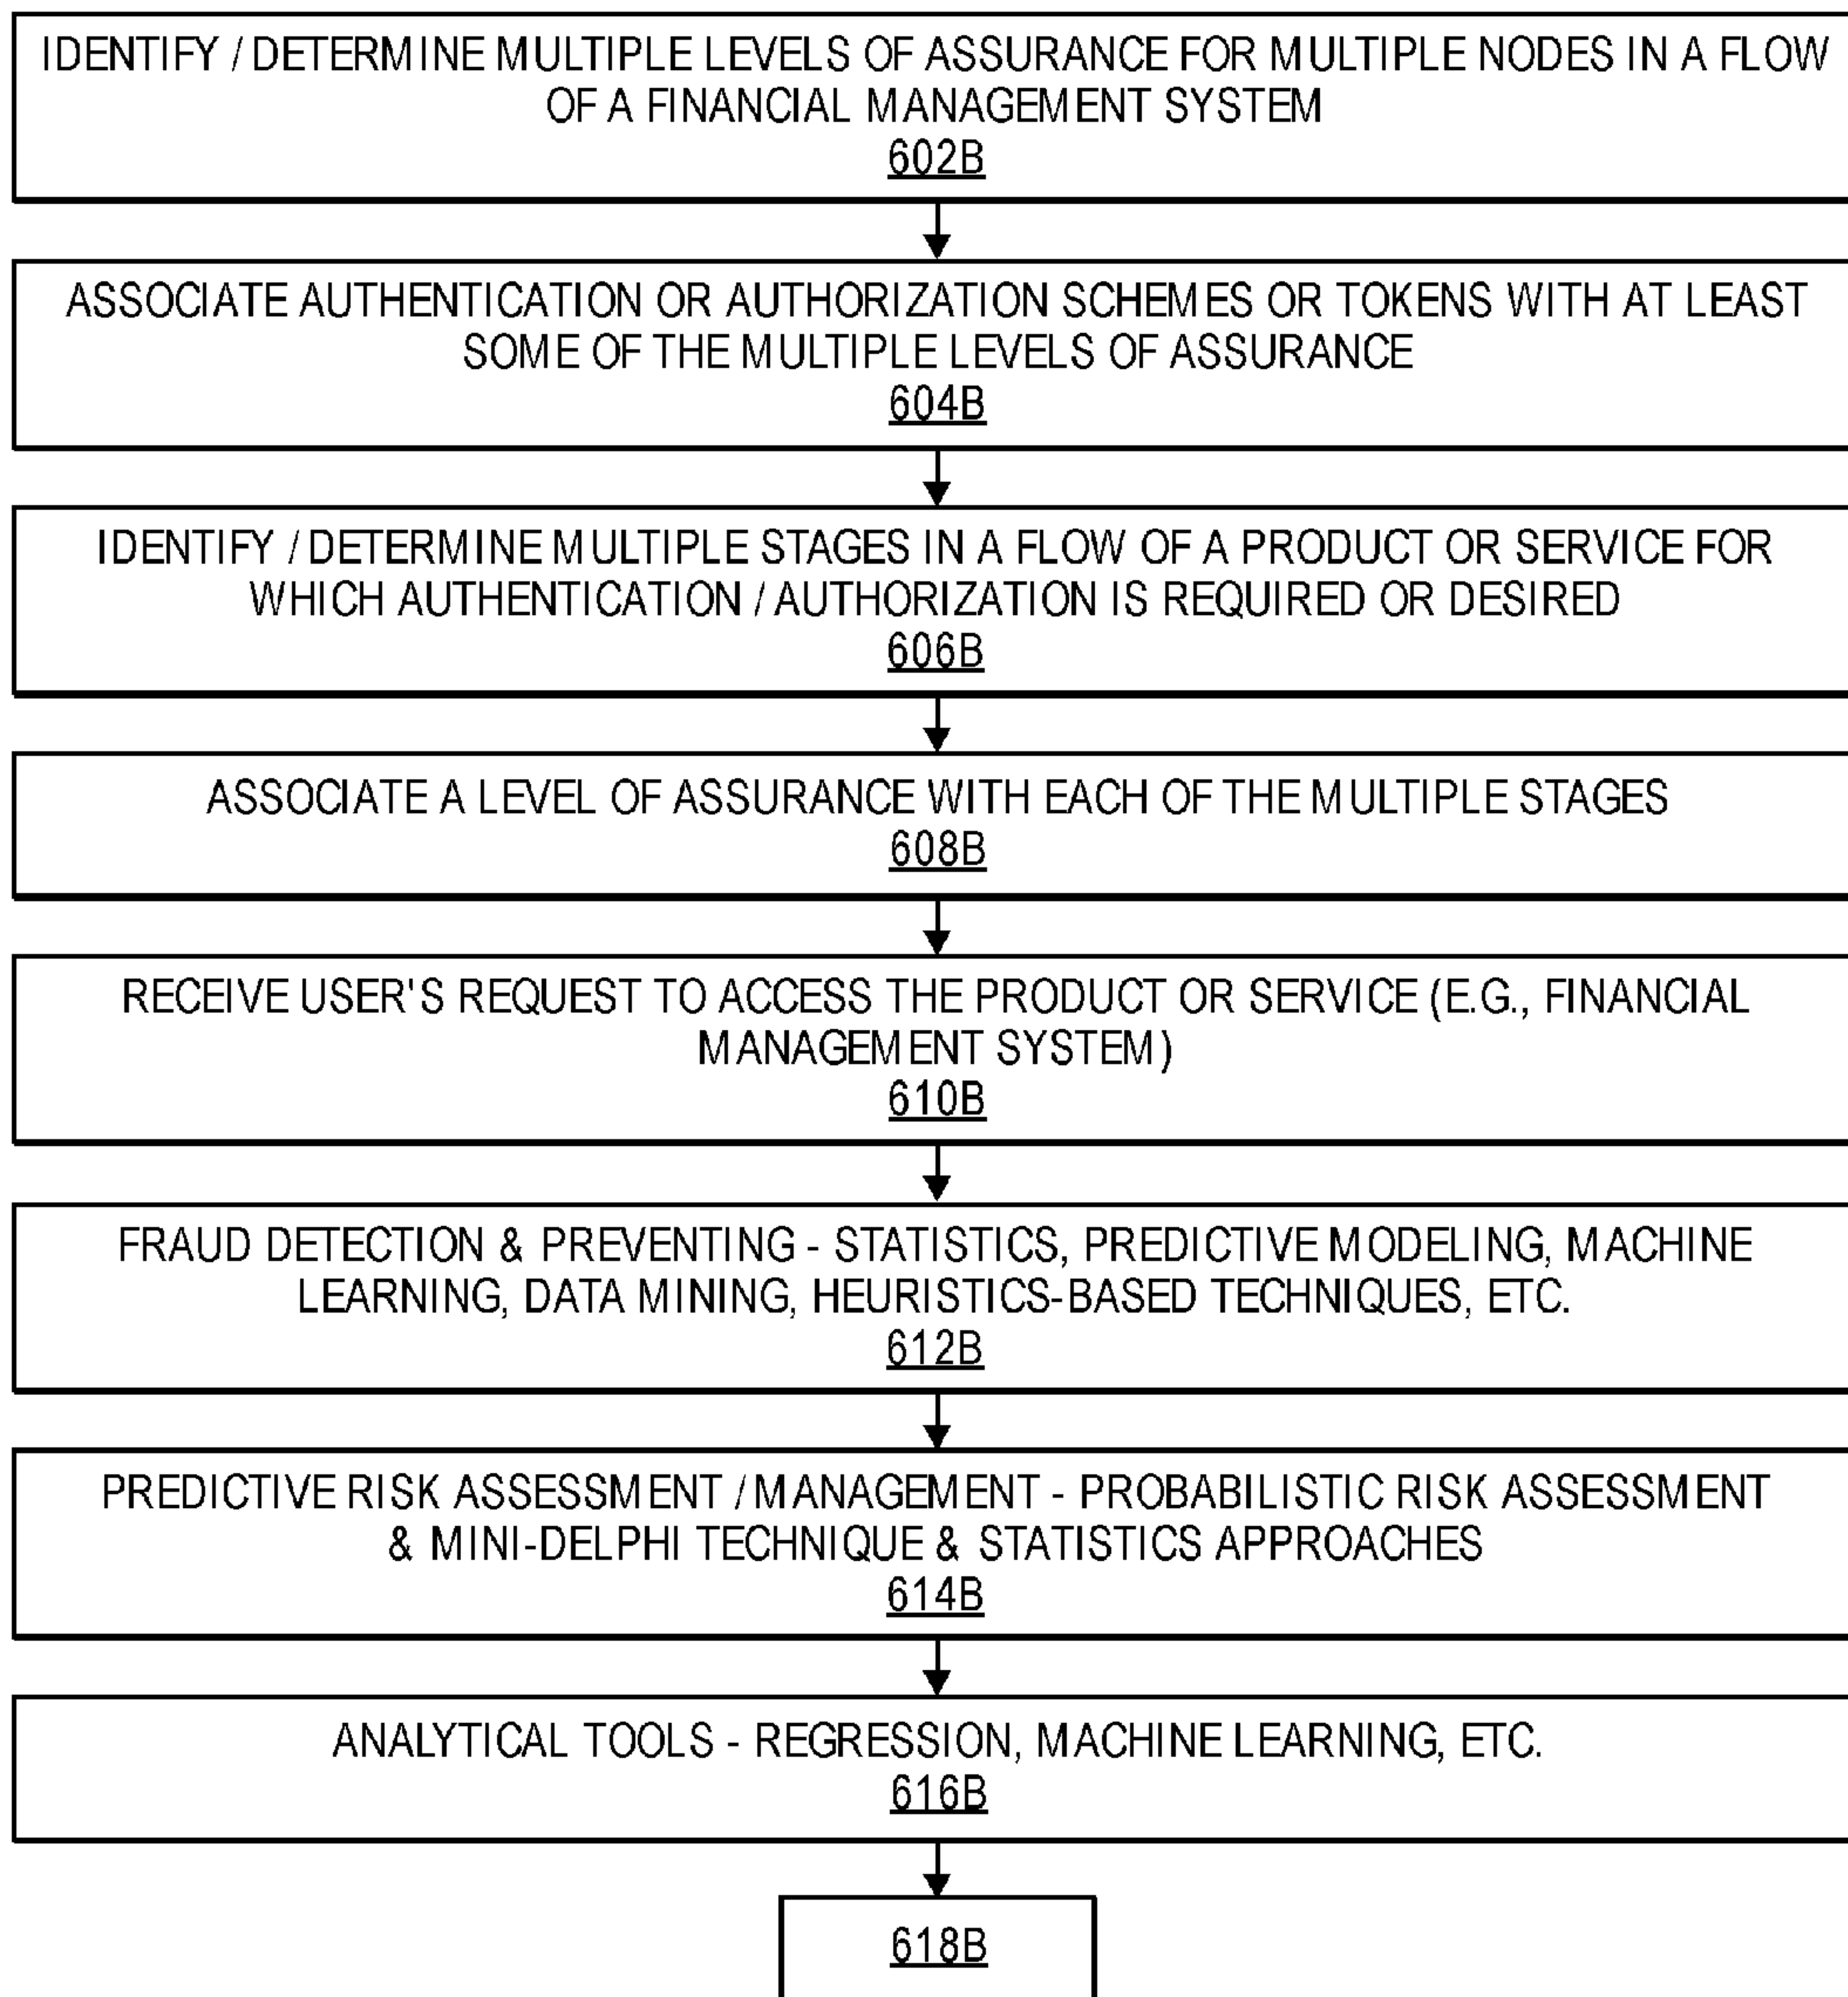 IDENTIFY / DETERMINE MULTIPLE LEVELS OF ASSURANCE FOR MULTIPLE NODES IN A FLOW
OF A FINANCIAL MANAGEMENT SYSTEM
602B
ASSOCIATE AUTHENTICATION OR AUTHORIZATION SCHEMES OR TOKENS WITH AT LEAST
SOME OF THE MULTIPLE LEVELS OF ASSURANCE
604B
IDENTIFY / DETERMINE MULTIPLE STAGES IN A FLOW OF A PRODUCT OR SERVICE FOR
WHICH AUTHENTICATION / AUTHORIZATION IS REQUIRED OR DESIRED
606B
ASSOCIATE A LEVEL OF ASSURANCE WITH EACH OF THE MULTIPLE STAGES
608B
RECEIVE USER'S REQUEST TO ACCESS THE PRODUCT OR SERVICE (E.G., FINANCIAL
MANAGEMENT SYSTEM)
610B
FRAUD DETECTION & PREVENTING - STATISTICS, PREDICTIVE MODELING, MACHINE
LEARNING, DATA MINING, HEURISTICS-BASED TECHNIQUES, ETC.
612B
PREDICTIVE RISK ASSESSMENT / MANAGEMENT - PROBABILISTIC RISK ASSESSMENT
& MINI-DELPHI TECHNIQUE & STATISTICS APPROACHES
614B
ANALYTICAL TOOLS - REGRESSION, MACHINE LEARNING, ETC.
616B
618B